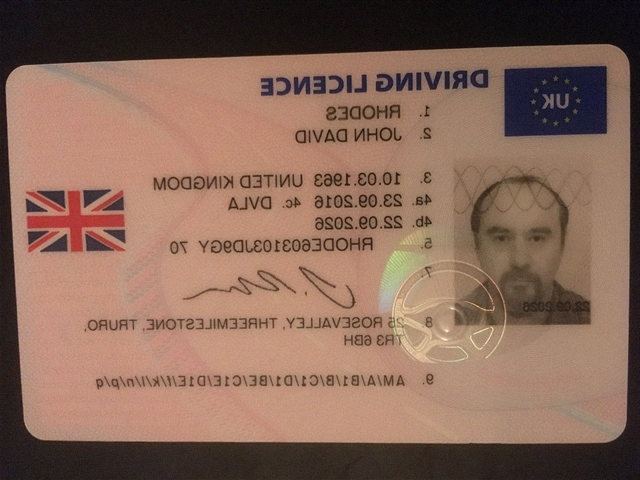 DRIVING LICENCE
UK
1. RHODES
2. JOHN DAVID
3. 10.03.1963 UNITED KINGDOM
4a. 23.09.2016 4c. DVLA
4b. 22.09.2026
5. RHODE603103JD9GY 70
7.
8. 25 ROSEVALLEY, THREEMILESTONE, TRURO,
TR3 6BH
9. AM/A/B1/B/C1/D1/BE/C1E/D1E/f/k/l/n/p/q
22.09.2026